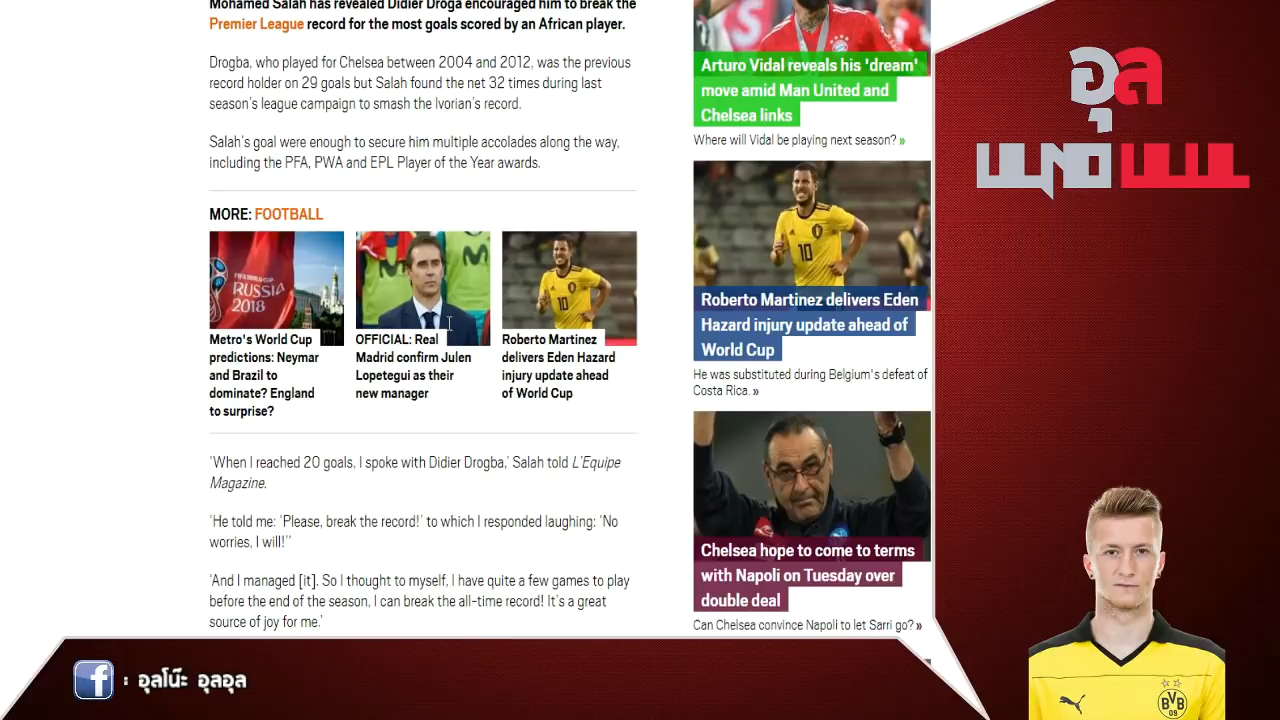 Mohamed Salah has revealed Didier Droga encouraged him to break the
Premier League record for the most goals scored by an African player.
Drogba, who played for Chelsea between 2004 and 2012, was the previous
record holder on 29 goals but Salah found the net 32 times during last
season's league campaign to smash the Ivorian's record.
Salah's goal were enough to secure him multiple accolades along the way,
including the PFA, PWA and EPL Player of the Year awards.
MORE: FOOTBALL
FIFA WORLD CUP
RUSSIA
2018
Metro's World Cup
predictions: Neymar
and Brazil to
dominate? England
to surprise?
OFFICIAL: Real
Madrid confirm Julen
Lopetegui as their
new manager
10
Roberto Martinez
delivers Eden Hazard
injury update ahead
of World Cup
'When I reached 20 goals, I spoke with Didier Drogba,' Salah told L'Equipe
Magazine.
'He told me: 'Please, break the record!' to which I responded laughing: 'No
worries, I will!''
'And I managed [it]. So I thought to myself, I have quite a few games to play
before the end of the season, I can break the all-time record! It's a great
source of joy for me.'
Arturo Vidal reveals his 'dream'
move amid Man United and
Chelsea links
Where will Vidal be playing next season? »
10
Roberto Martinez delivers Eden
Hazard injury update ahead of
World Cup
He was substituted during Belgium's defeat of
Costa Rica. »
Chelsea hope to come to terms
with Napoli on Tuesday over
double deal
Can Chelsea convince Napoli to let Sarri go? »
อุล
BVB
09
f : อุลโน๊ะ อุลอุล